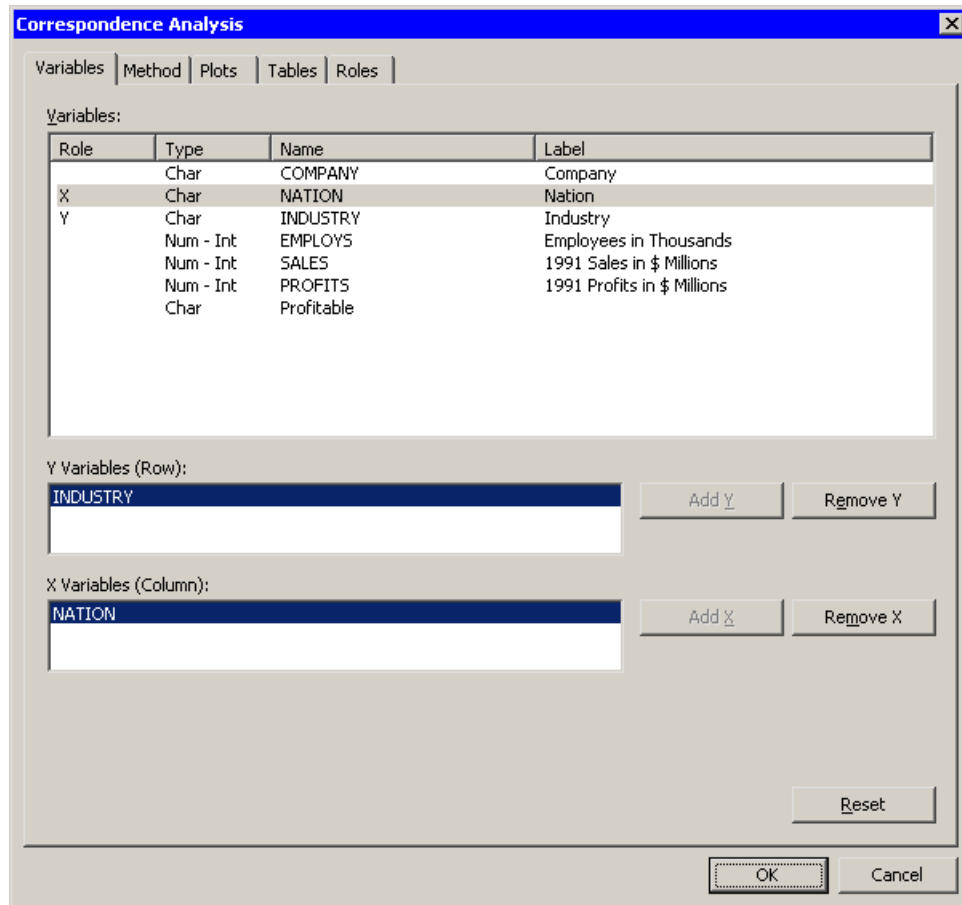 Correspondence Analysis
Variables Method Plots Tables Roles
Variables:
Role Type Name Label
Char COMPANY Company
X Char NATION Nation
Y Char INDUSTRY Industry
Num - Int EMPLOYS Employees in Thousands
Num - Int SALES 1991 Sales in $ Millions
Num - Int PROFITS 1991 Profits in $ Millions
Char Profitable
Y Variables (Row):
INDUSTRY Add Y Remove Y
X Variables (Column):
NATION Add X Remove X
Reset
OK Cancel